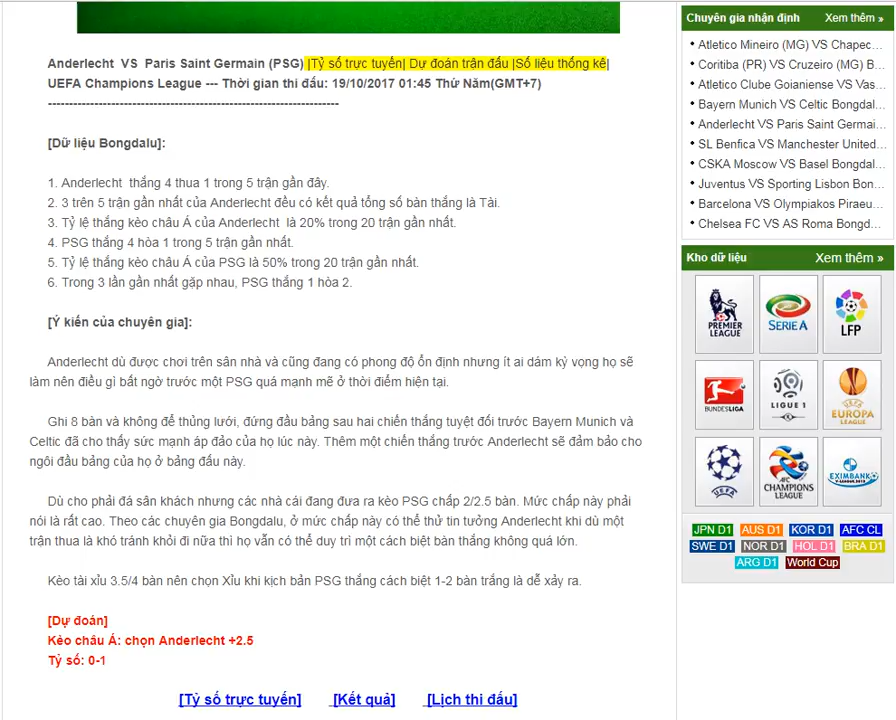 Anderlecht VS Paris Saint Germain (PSG) |Tỷ số trực tuyến| Dự đoán trận đấu |Số liệu thống kê|
UEFA Champions League --- Thời gian thi đấu: 19/10/2017 01:45 Thứ Năm(GMT+7)
---------------------------------------------------------------------
[Dữ liệu Bongdalu]:
1. Anderlecht thắng 4 thua 1 trong 5 trận gần đây.
2. 3 trên 5 trận gần nhất của Anderlecht đều có kết quả tổng số bàn thắng là Tài.
3. Tỷ lệ thắng kèo châu Á của Anderlecht là 20% trong 20 trận gần nhất.
4. PSG thắng 4 hòa 1 trong 5 trận gần nhất.
5. Tỷ lệ thắng kèo châu Á của PSG là 50% trong 20 trận gần nhất.
6. Trong 3 lần gần nhất gặp nhau, PSG thắng 1 hòa 2.
[Ý kiến của chuyên gia]:
Anderlecht dù được chơi trên sân nhà và cũng đang có phong độ ổn định nhưng ít ai dám kỳ vọng họ sẽ
làm nên điều gì bất ngờ trước một PSG quá mạnh mẽ ở thời điểm hiện tại.
Ghi 8 bàn và không để thủng lưới, đứng đầu bảng sau hai chiến thắng tuyệt đối trước Bayern Munich và
Celtic đã cho thấy sức mạnh áp đảo của họ lúc này. Thêm một chiến thắng trước Anderlecht sẽ đảm bảo cho
ngôi đầu bảng của họ ở bảng đấu này.
Dù cho phải đá sân khách nhưng các nhà cái đang đưa ra kèo PSG chấp 2/2.5 bàn. Mức chấp này phải
nói là rất cao. Theo các chuyên gia Bongdalu, ở mức chấp này có thể thử tin tưởng Anderlecht khi dù một
trận thua là khó tránh khỏi đi nữa thì họ vẫn có thể duy trì một cách biệt bàn thắng không quá lớn.
Kèo tài xỉu 3.5/4 bàn nên chọn Xỉu khi kịch bản PSG thắng cách biệt 1-2 bàn trắng là dễ xảy ra.
[Dự đoán]
Kèo châu Á: chọn Anderlecht +2.5
Tỷ số: 0-1
[Tỷ số trực tuyến] [Kết quả] [Lịch thi đấu]
Chuyên gia nhận định Xem thêm »
Atletico Mineiro (MG) VS Chapec...
Coritiba (PR) VS Cruzeiro (MG) B...
Atletico Clube Goianiense VS Vas...
Bayern Munich VS Celtic Bongdal...
Anderlecht VS Paris Saint Germai...
SL Benfica VS Manchester United...
CSKA Moscow VS Basel Bongdal...
Juventus VS Sporting Lisbon Bon...
Barcelona VS Olympiakos Piraeu...
Chelsea FC VS AS Roma Bongd...
Kho dữ liệu Xem thêm »
PREMIER LEAGUE
SERIE A
LFP
BUNDESLIGA
LIGUE 1
UEFA EUROPA LEAGUE
UEFA
AFC CHAMPIONS LEAGUE
EXIMBANK
JPN D1 AUS D1 KOR D1 AFC CL
SWE D1 NOR D1 HOL D1 BRA D1
ARG D1 World Cup